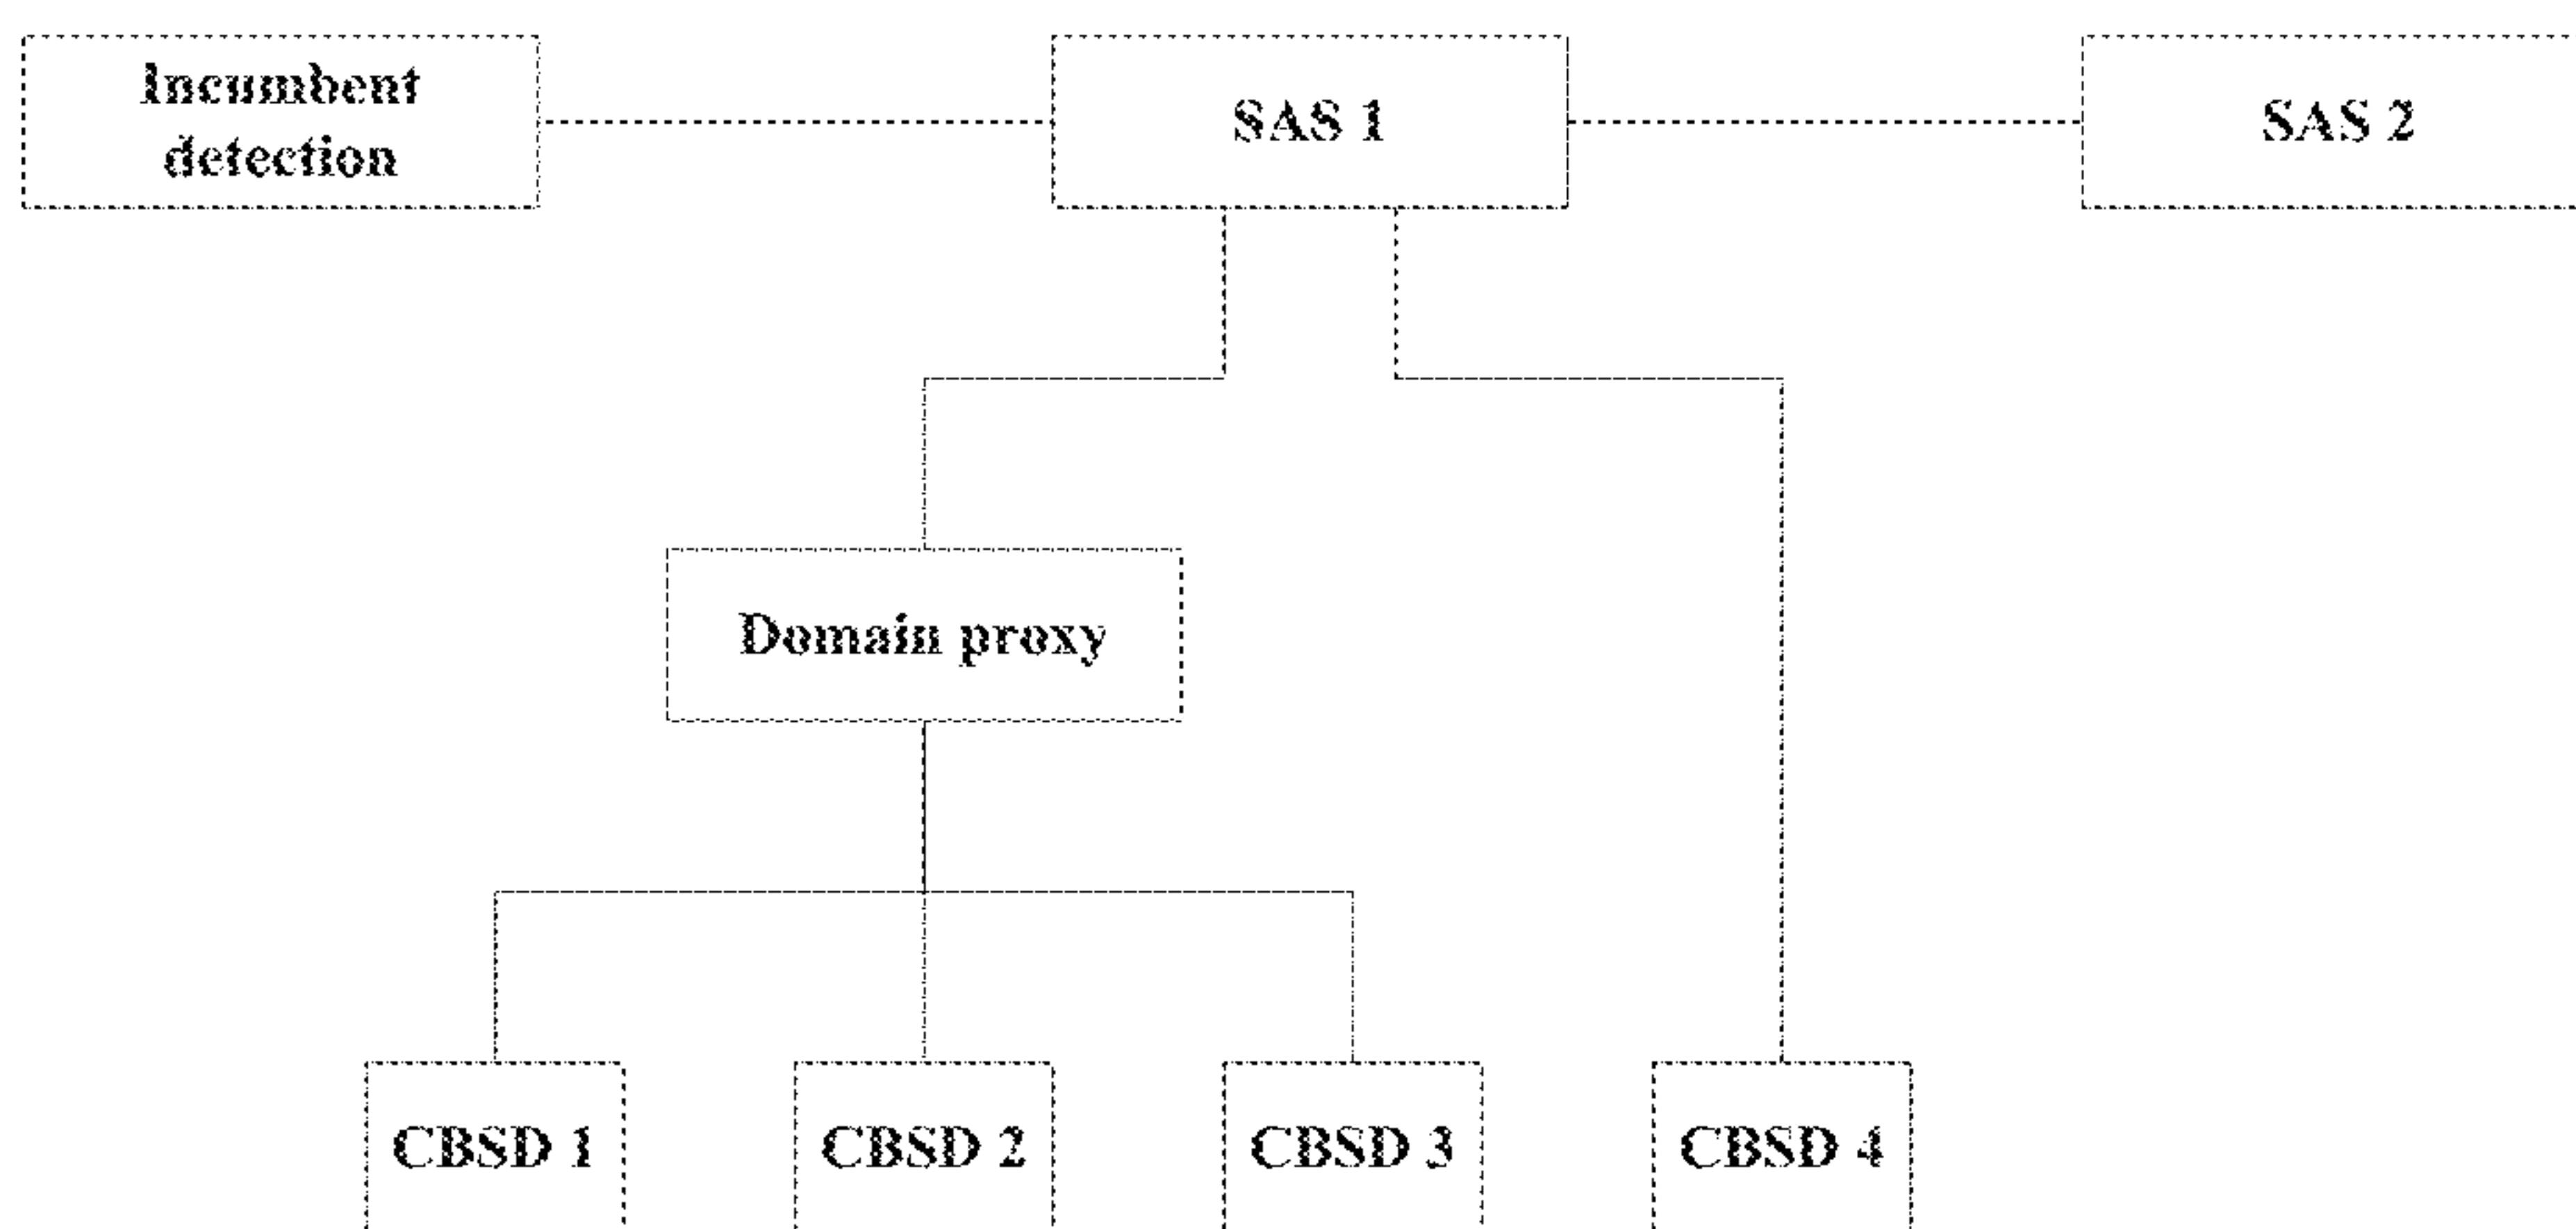 Incumbent
detection
SAS 1
SAS 2
Domain proxy
CBSD 1
CBSD 2
CBSD 3
CBSD 4